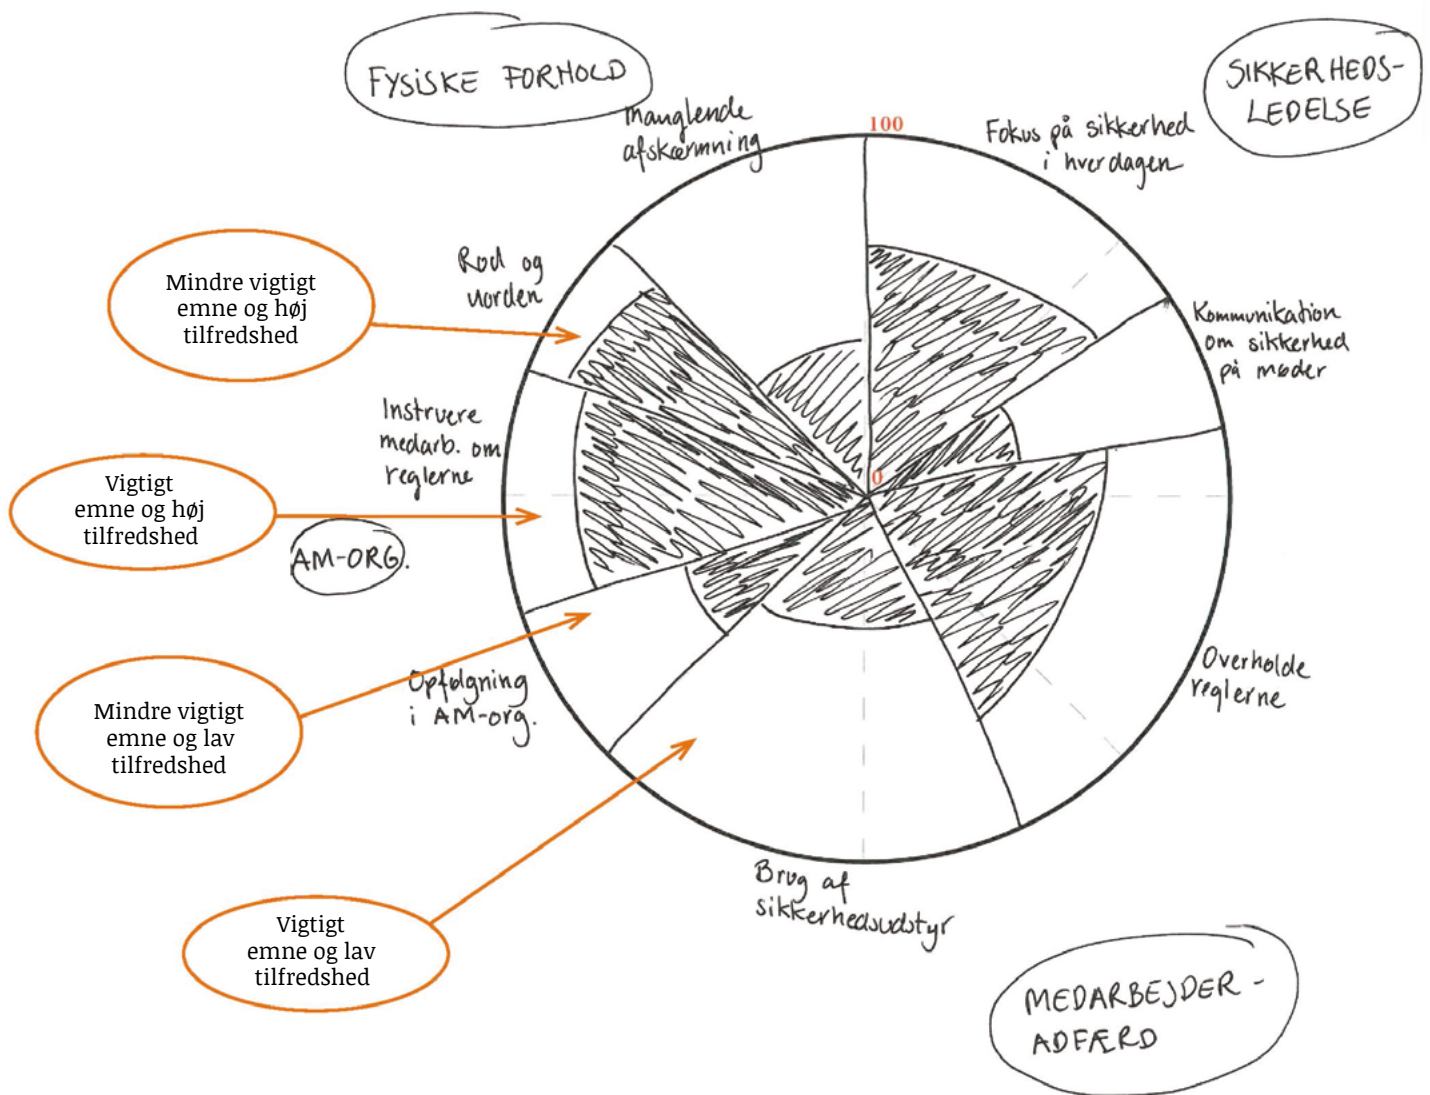 FYSISKE FORHOLD
SIKKERHEDS-
LEDELSE
manglende
afskærmning
100
Fokus på sikkerhed
i hverdagen
Rod og
uorden
Mindre vigtigt
emne og høj
tilfredshed
Kommunikation
om sikkerhed
på møder
Instruere
medarb. om
reglerne
0
Vigtigt
emne og høj
tilfredshed
AM-ORG.
Overholde
reglerne
Opfølgning
i AM-org.
Mindre vigtigt
emne og lav
tilfredshed
Brug af
sikkerhedsudstyr
Vigtigt
emne og lav
tilfredshed
MEDARBEJDER-
ADFÆRD